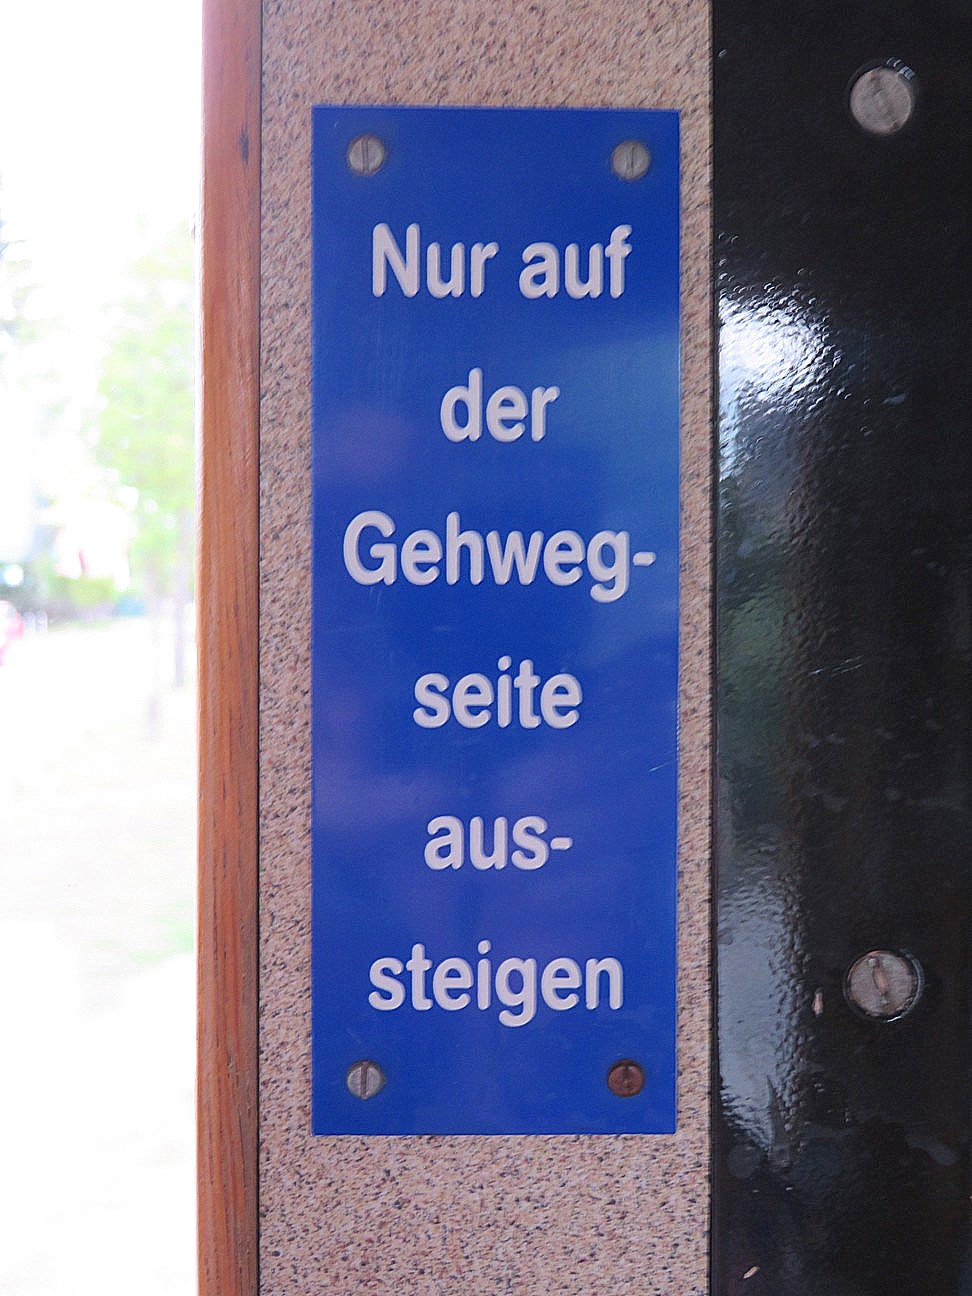 Nur auf
der
Gehweg-
seite
aus-
steigen